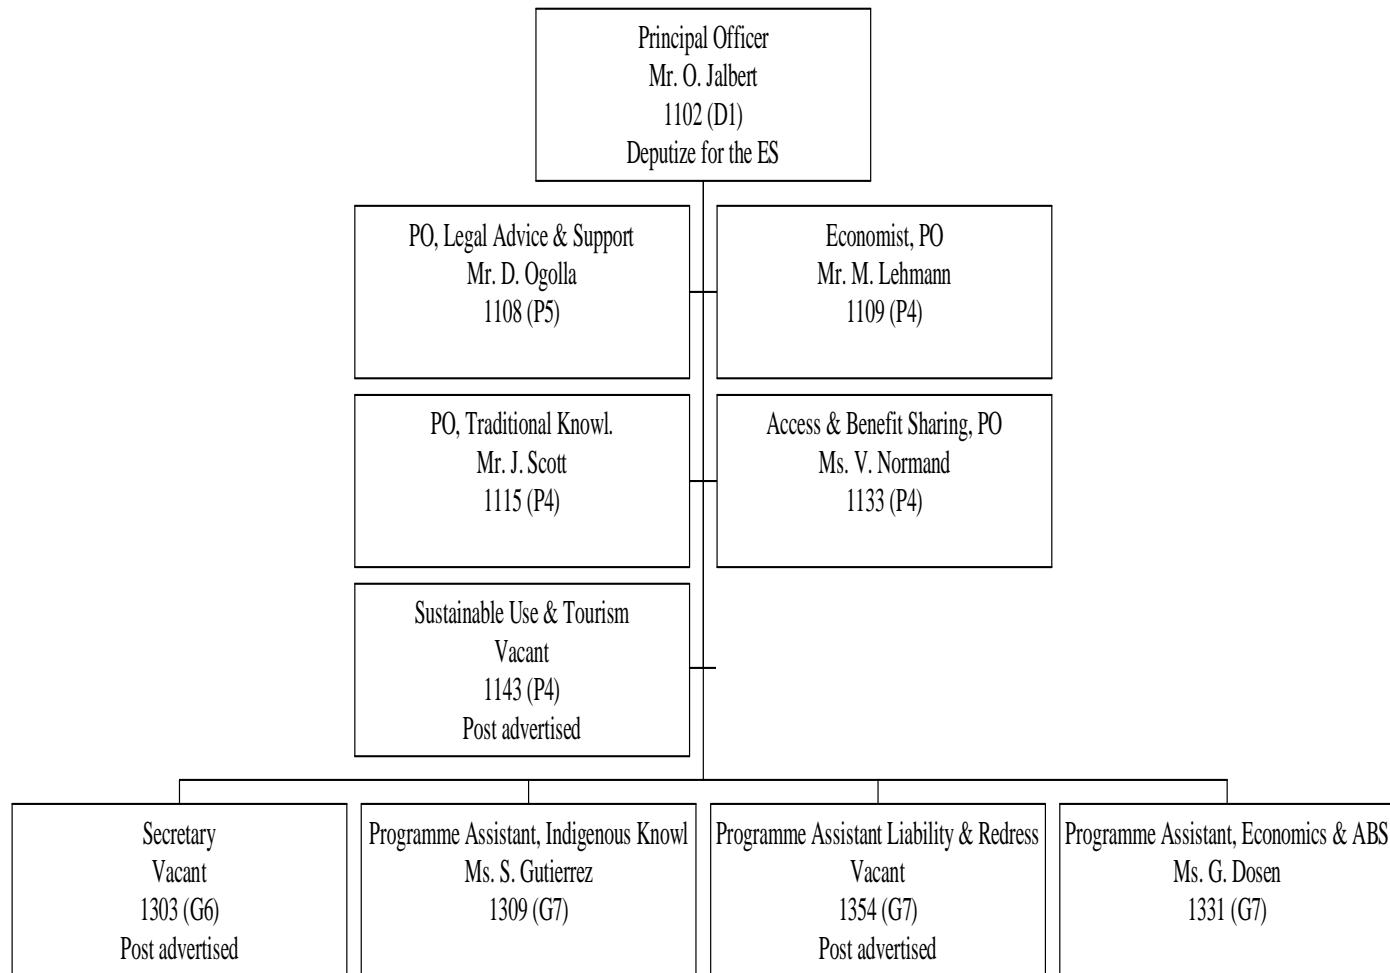 Principal Officer
Mr. O. Jalbert
1102 (D1)
Deputize for the ES
PO, Legal Advice & Support
Mr. D. Ogolla
1108 (P5)
Economist, PO
Mr. M. Lehmann
1109 (P4)
PO, Traditional Knowl.
Mr. J. Scott
1115 (P4)
Access & Benefit Sharing, PO
Ms. V. Normand
1133 (P4)
Sustainable Use & Tourism
Vacant
1143 (P4)
Post advertised
Secretary
Vacant
1303 (G6)
Post advertised
Programme Assistant, Indigenous Knowl
Ms. S. Gutierrez
1309 (G7)
Programme Assistant Liability & Redress
Vacant
1354 (G7)
Post advertised
Programme Assistant, Economics & ABS
Ms. G. Dosen
1331 (G7)